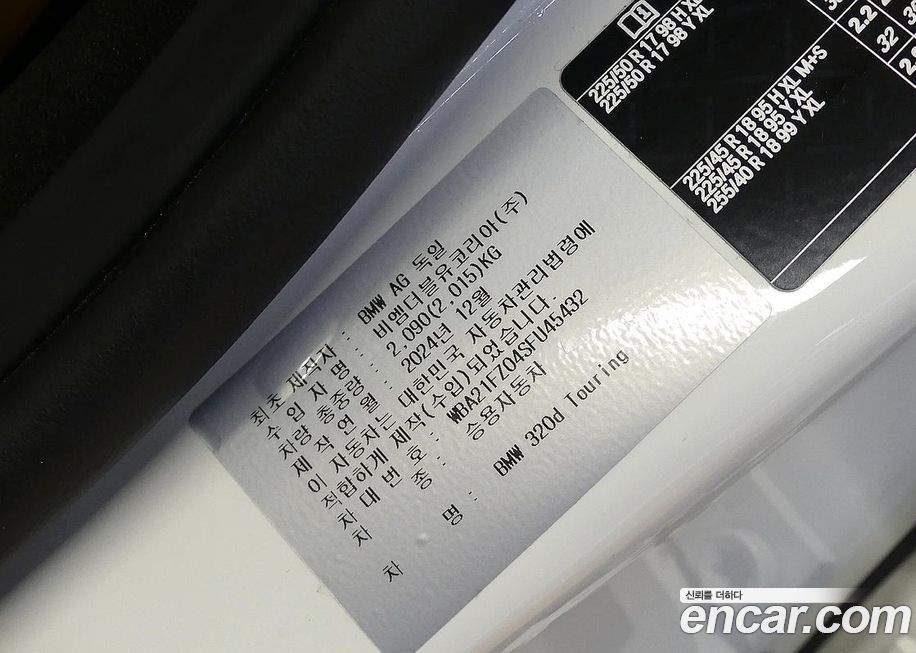 최초 제작자 : BMW AG 독일
수 입 자 명 : 비엠더블유코리아(주)
차량 총중량 : 2,090(2,015)KG
제 작 연 월 : 2024년 12월
이 자동차는 대한민국 자동차관리법령에
적합하게 제작(수입)되었습니다.
차 대 번 호 : WBA21FZ04SFU45432
차 종 : 승용자동차
차 명 : BMW 320d Touring
225/50 R 17 98 H XL
225/50 R 17 98 Y XL
225/45 R 18 95 H XL M+S
225/45 R 18 95 Y XL
255/40 R 18 99 Y XL
2.2
32
신뢰를 더하다
encar.com